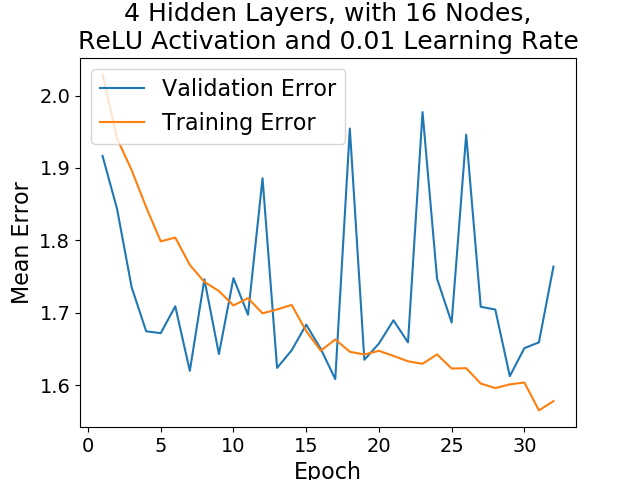 4 Hidden Layers, with 16 Nodes,
ReLU Activation and 0.01 Learning Rate
Validation Error
Training Error
Mean Error
2.0
1.9
1.8
1.7
1.6
0 5 10 15 20 25 30
Epoch